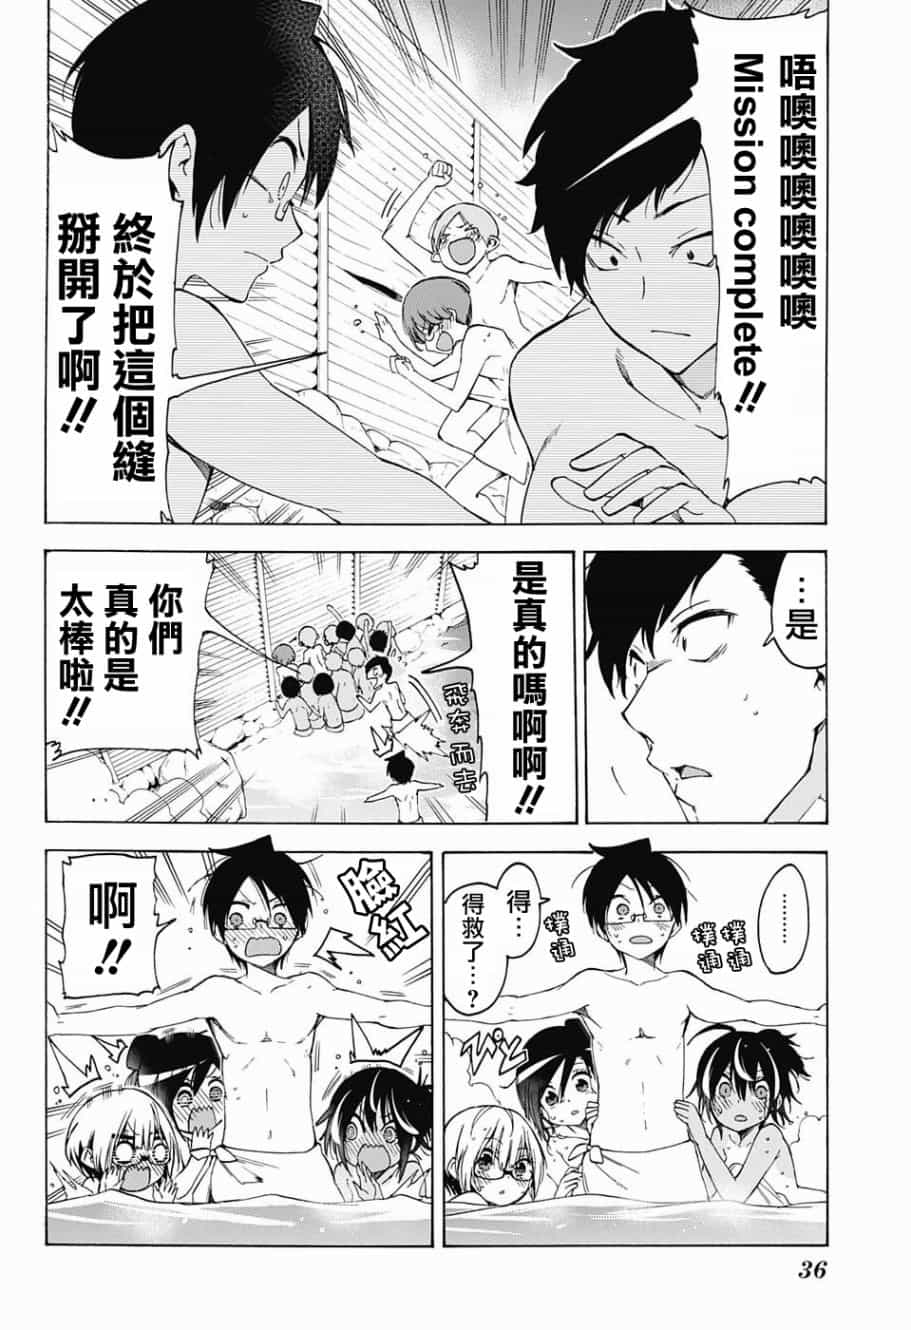 唔噢噢噢噢噢噢
Mission complete!!
終於把這個縫
掰開了啊!!
…是
是真的嗎啊啊!!
飛奔而去
你們
真的是
太棒啦!!
………
撲通
撲通
得…
得救了…?
撲通
臉紅
啊!!
36